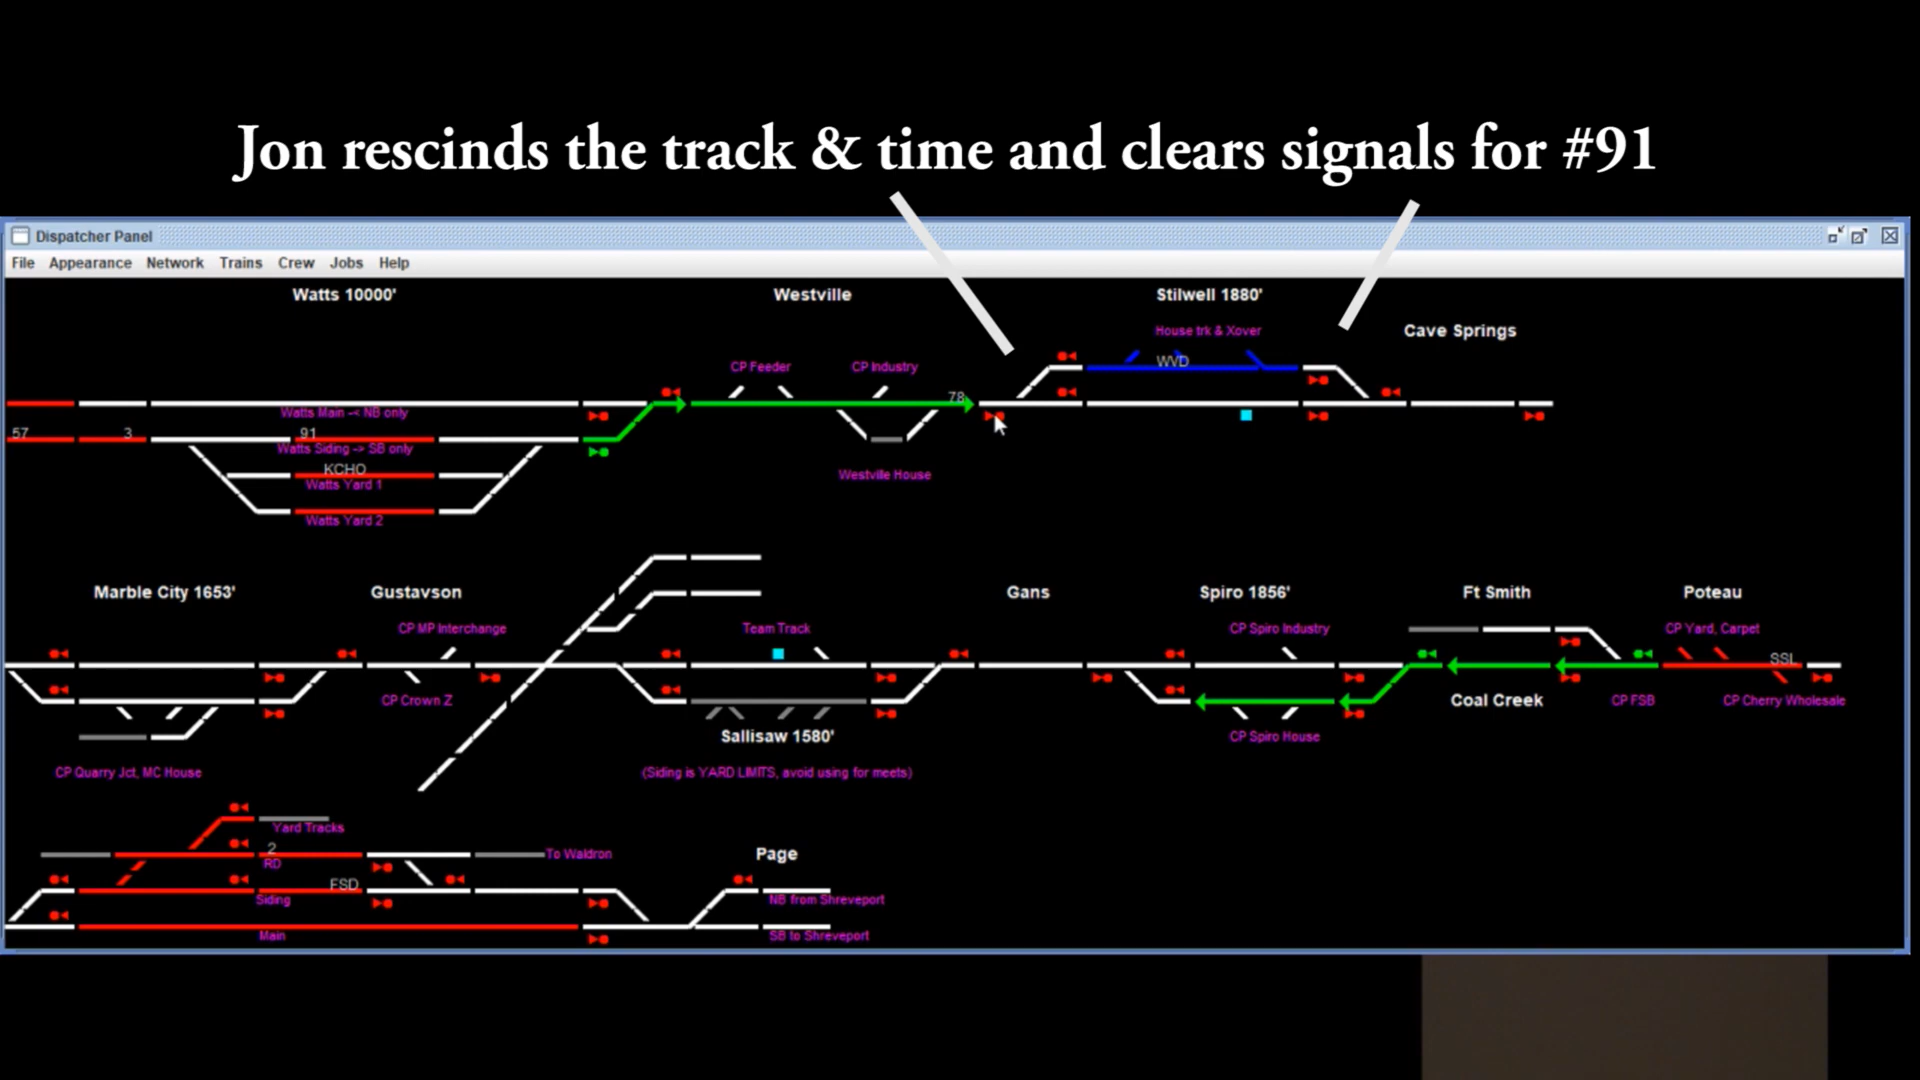 Jon rescinds the track & time and clears signals for #91
Dispatcher Panel
File Appearance Network Trains Crew Jobs Help
Watts 10000' Westville Stilwell 1880'
House trk & Xover Cave Springs
WVD
CP Feeder CP Industry
78
Watts Main -< NB only
57 3 91
Watts Siding -> SB only
KCHO
Watts Yard 1
Westville House
Watts Yard 2
Marble City 1653' Gustavson Gans Spiro 1856' Ft Smith Poteau
CP MP Interchange Team Track CP Spiro Industry CP Yard, Carpet
SSL
CP Crown Z Coal Creek CP FSB CP Cherry Wholesale
Sallisaw 1580' CP Spiro House
CP Quarry Jct, MC House (Siding is YARD LIMITS, avoid using for meets)
Yard Tracks
2
RD To Waldron Page
FSD
Siding NB from Shreveport
Main SB to Shreveport